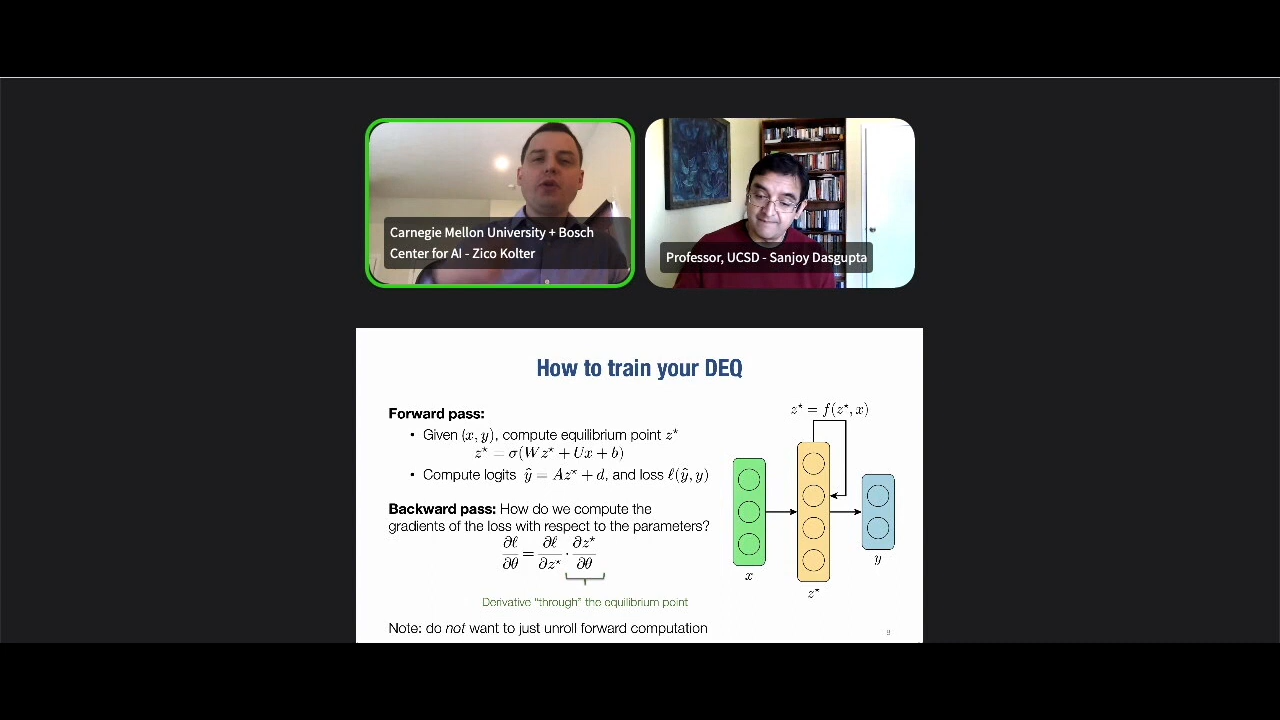 Carnegie Mellon University + Bosch
Center for AI - Zico Kolter
Professor, UCSD - Sanjoy Dasgupta
How to train your DEQ
Forward pass:
• Given (x, y), compute equilibrium point z⋆
z⋆ = σ(Wz⋆ + Ux + b)
• Compute logits ŷ = Az⋆ + d, and loss ℓ(ŷ, y)
Backward pass: How do we compute the
gradients of the loss with respect to the parameters?
∂ℓ/∂θ = ∂ℓ/∂z⋆ · ∂z⋆/∂θ
Derivative "through" the equilibrium point
Note: do not want to just unroll forward computation
z⋆ = f(z⋆, x)
x
z⋆
y
8